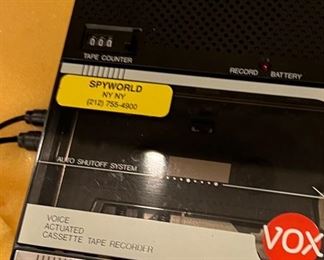 000
TAPE COUNTER
RECORD
BATTERY
SPYWORLD
NY NY
(212) 755-4900
AUTO SHUTOFF SYSTEM
VOICE
ACTUATED
CASSETTE TAPE RECORDER
VOX